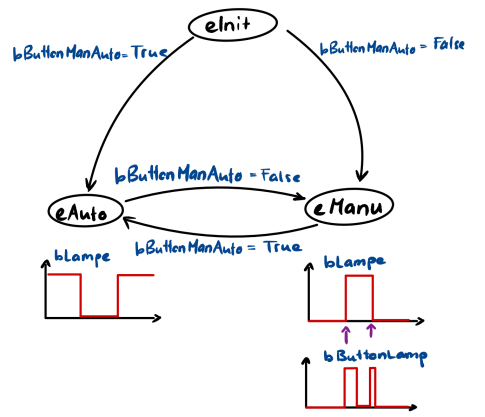 eInit
bButtonManAuto=True
bButtonManAuto = False
bButtonManAuto = False
eAuto
eManu
bButtonManAuto = True
bLampe
bLampe
bButtonLamp